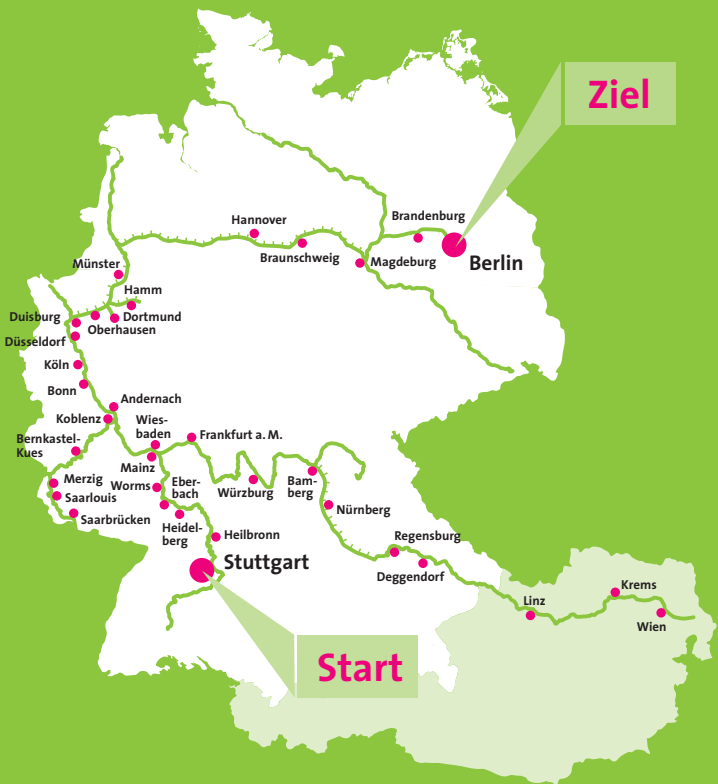 Ziel
Brandenburg
Hannover
Braunschweig
Magdeburg
Berlin
Münster
Hamm
Duisburg
Dortmund
Oberhausen
Düsseldorf
Köln
Bonn
Andernach
Koblenz
Wies-
baden
Frankfurt a. M.
Bernkastel-
Kues
Mainz
Merzig
Worms
Eber-
bach
Würzburg
Bam-
berg
Saarlouis
Saarbrücken
Heidel-
berg
Nürnberg
Heilbronn
Regensburg
Stuttgart
Deggendorf
Krems
Linz
Wien
Start